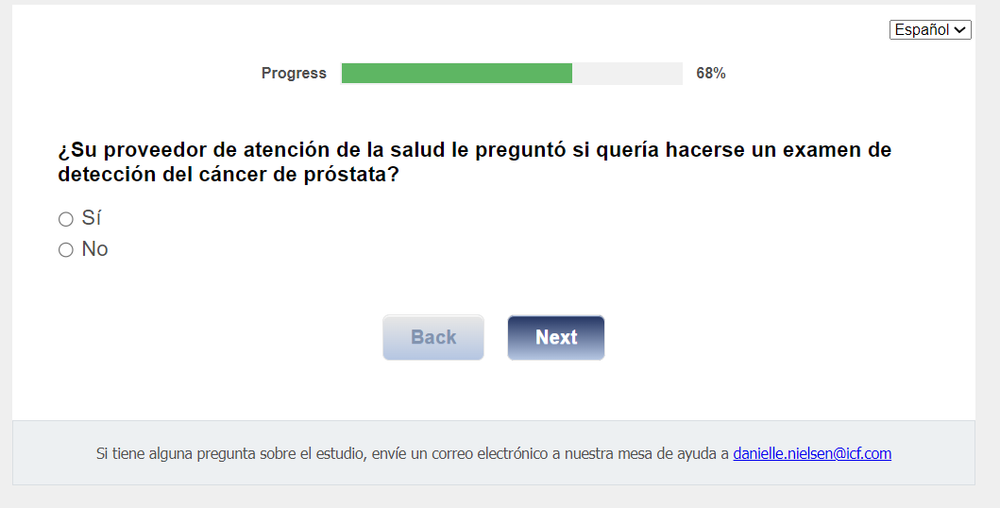 Español
Progress 68%
¿Su proveedor de atención de la salud le preguntó si quería hacerse un examen de
detección del cáncer de próstata?
Sí
No
Back Next
Si tiene alguna pregunta sobre el estudio, envíe un correo electrónico a nuestra mesa de ayuda a danielle.nielsen@icf.com